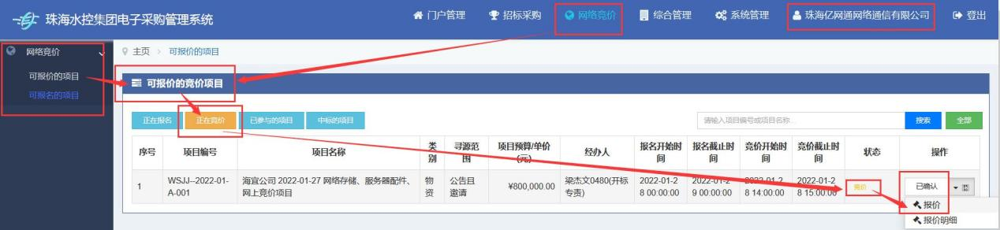 珠海水控集团电子采购管理系统
门户管理 招标采购 网络竞价 综合管理 系统管理 珠海亿网通网络通信有限公司 登出
网络竞价
可报价的项目
可报名的项目
主页 > 可报价的项目
可报价的竞价项目
正在报名 正在竞价 已参与的项目 中标的项目
请输入项目编号或项目名称... 搜索 全部
序号 项目编号 项目名称 类别 寻源范围 项目预算/单价(元) 经办人 报名开始时间 报名截止时间 竞价开始时间 竞价截止时间 状态 操作
1 WSJJ--2022-01-A-001 海宜公司 2022-01-27 网络存储、服务器配件、网上竞价项目 物资 公告且邀请 ¥800,000.00 梁杰文0480(开标专责) 2022-01-28 00:00:00 2022-01-29 00:00:00 2022-01-28 14:00:00 2022-01-28 15:00:00 竞价 已确认
报价
报价明细